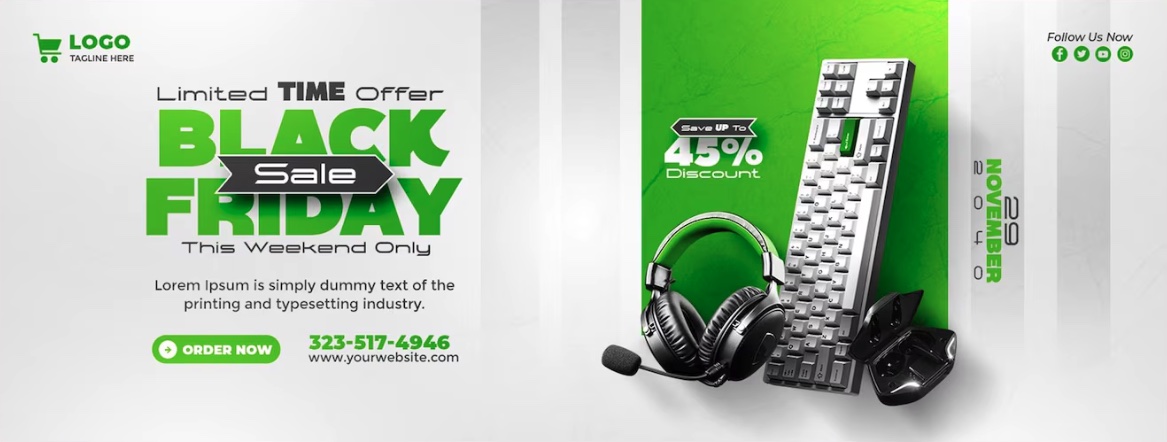 LOGO
TAGLINE HERE
Limited TIME Offer
BLACK
Sale
FRIDAY
This Weekend Only
Lorem Ipsum is simply dummy text of the
printing and typesetting industry.
ORDER NOW
323-517-4946
www.yourwebsite.com
Save UP To
45%
Discount
Follow Us Now
29
NOVEMBER
2040